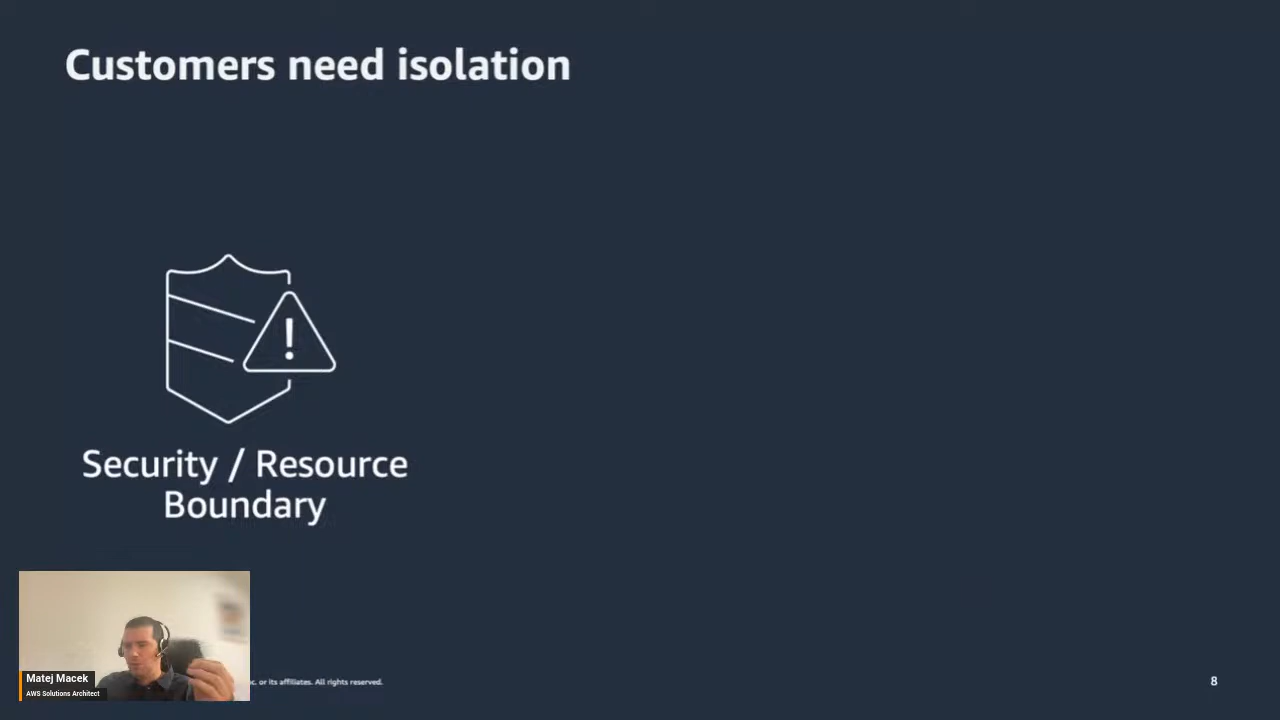 Customers need isolation
!
Security / Resource
Boundary
Matej Macek
AWS Solutions Architect
or its affiliates. All rights reserved.
8